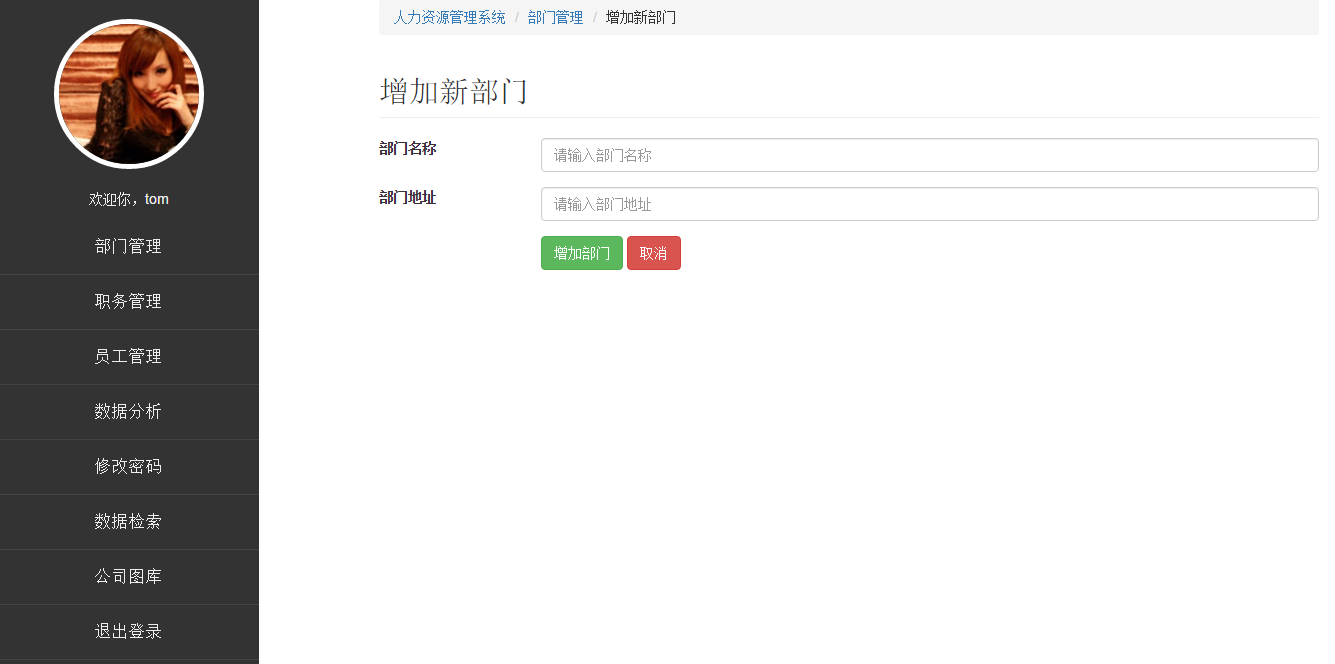 人力资源管理系统 / 部门管理 / 增加新部门
增加新部门
部门名称 请输入部门名称
部门地址 请输入部门地址
增加部门 取消
欢迎你，tom
部门管理
职务管理
员工管理
数据分析
修改密码
数据检索
公司图库
退出登录